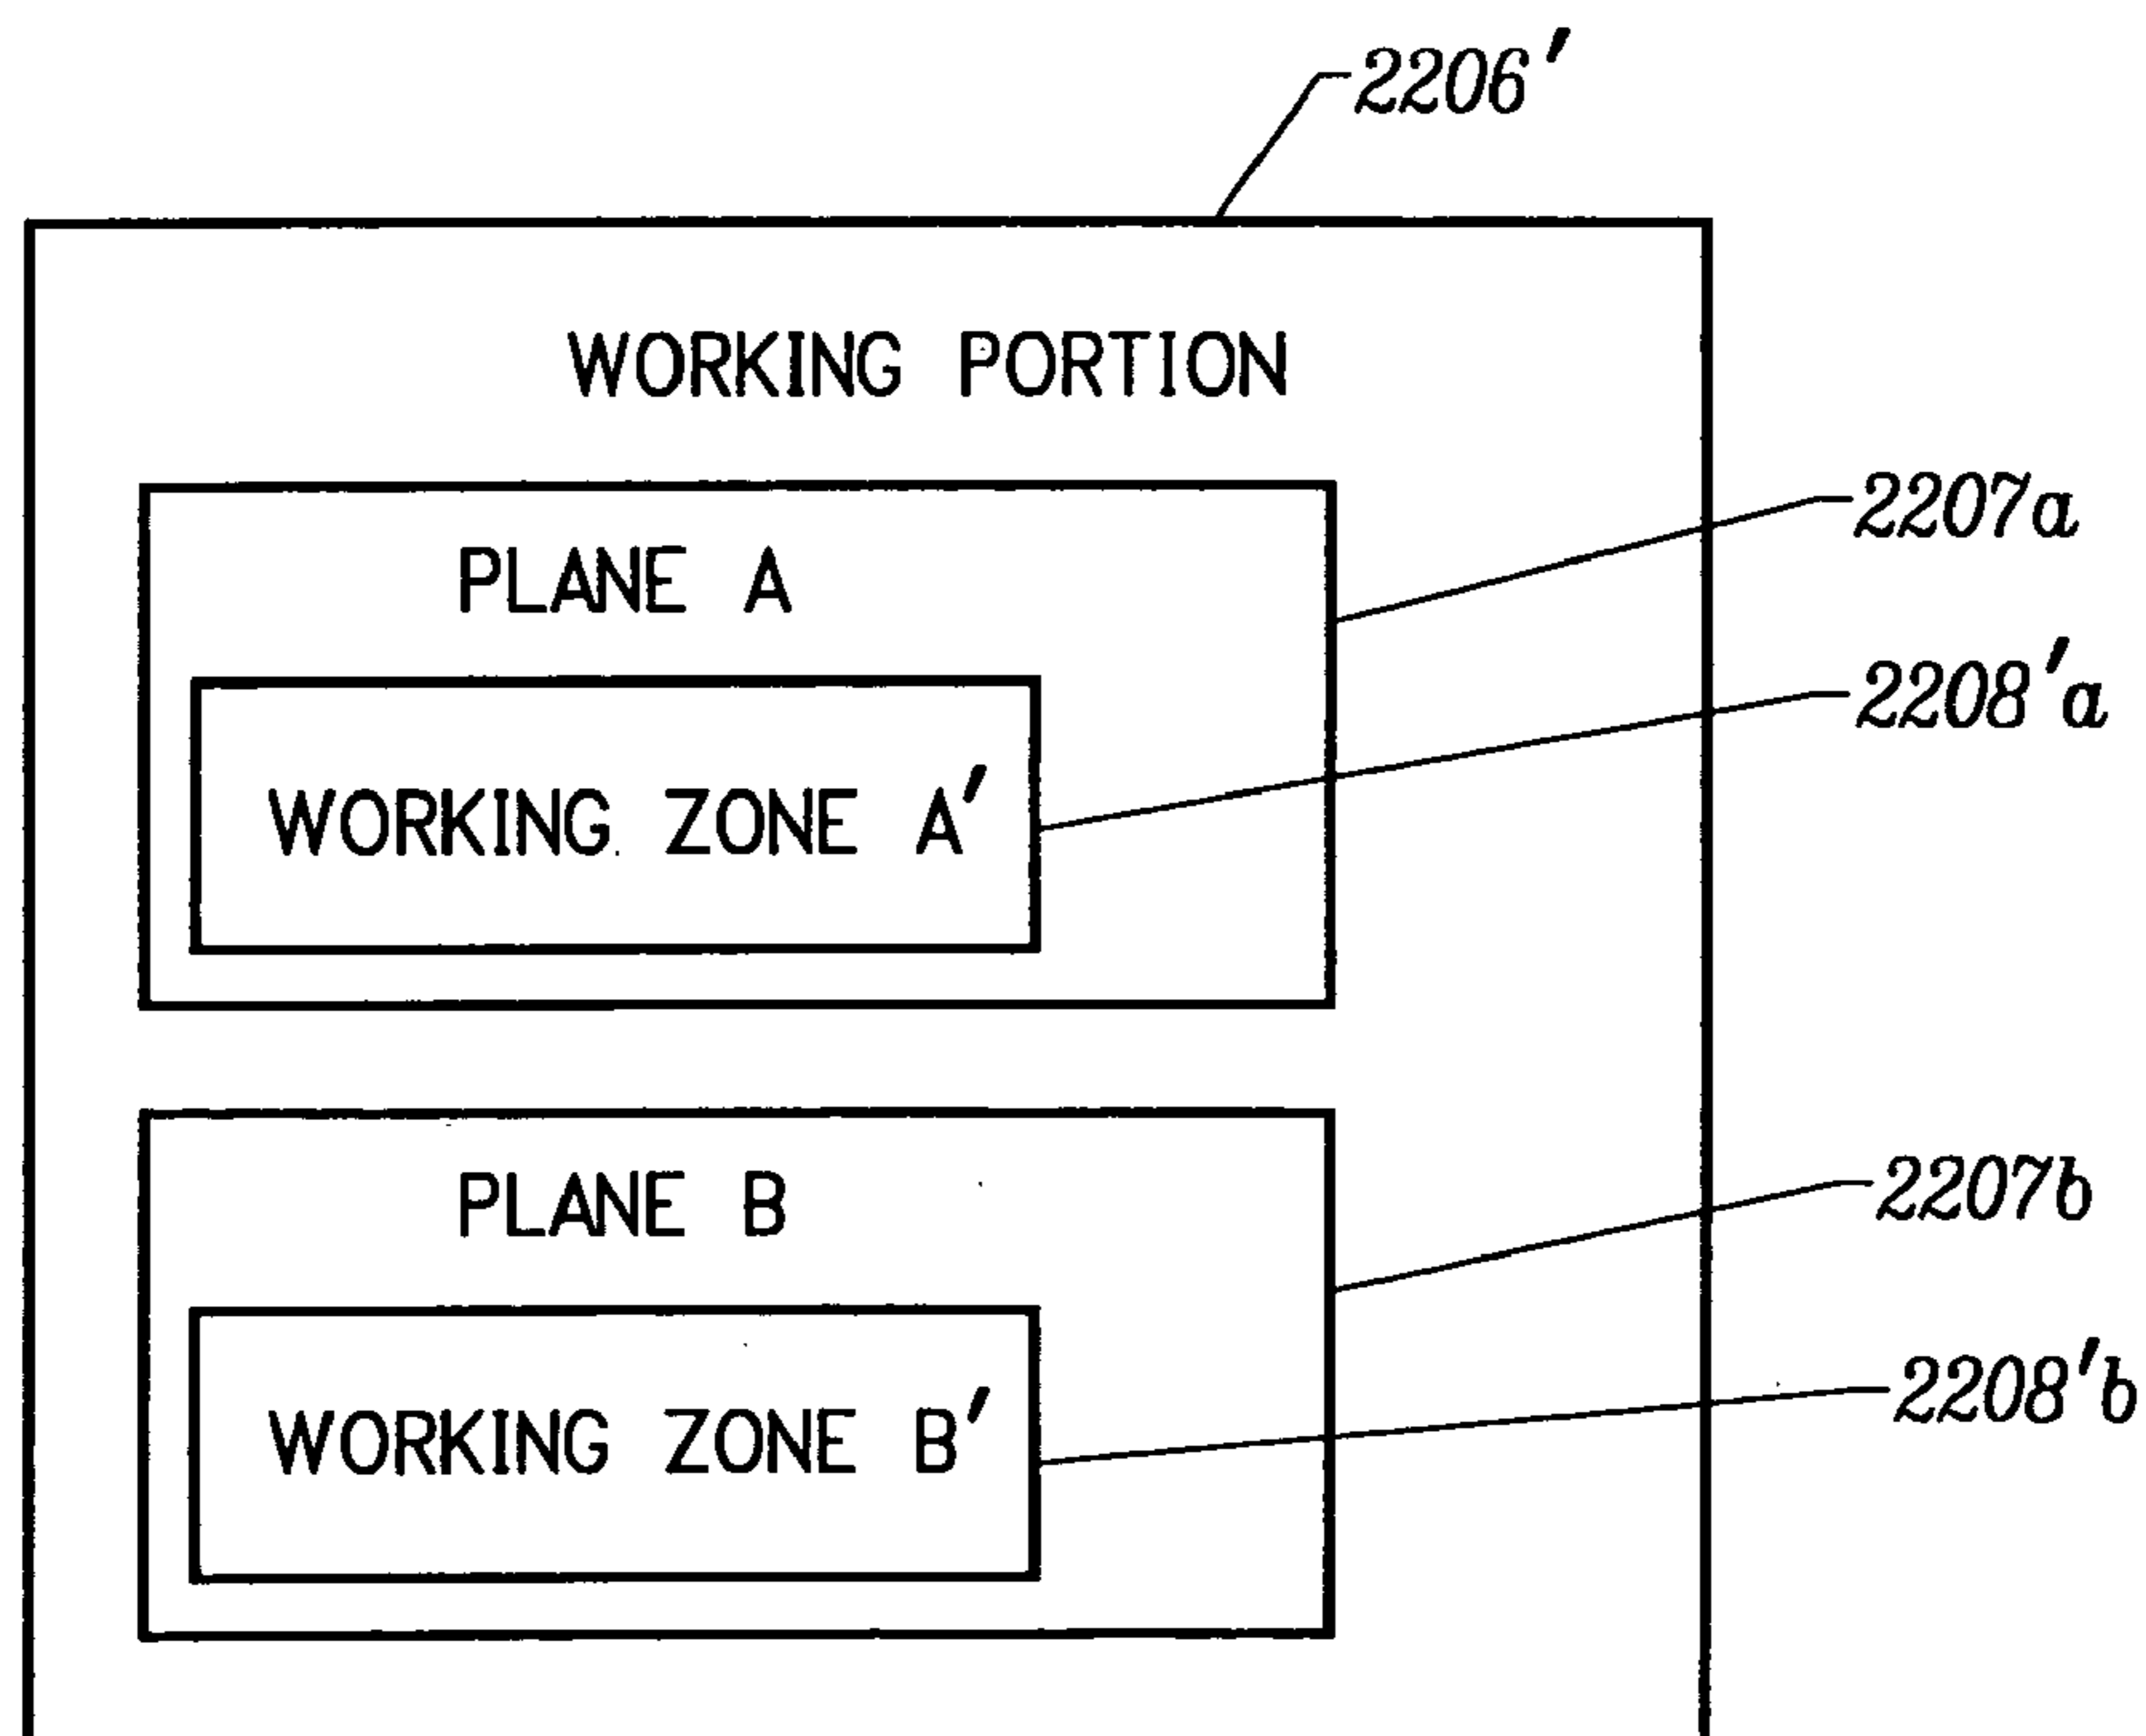 2206'
WORKING PORTION
2207a
PLANE A
2208'a
WORKING ZONE A'
2207b
PLANE B
2208'b
WORKING ZONE B'